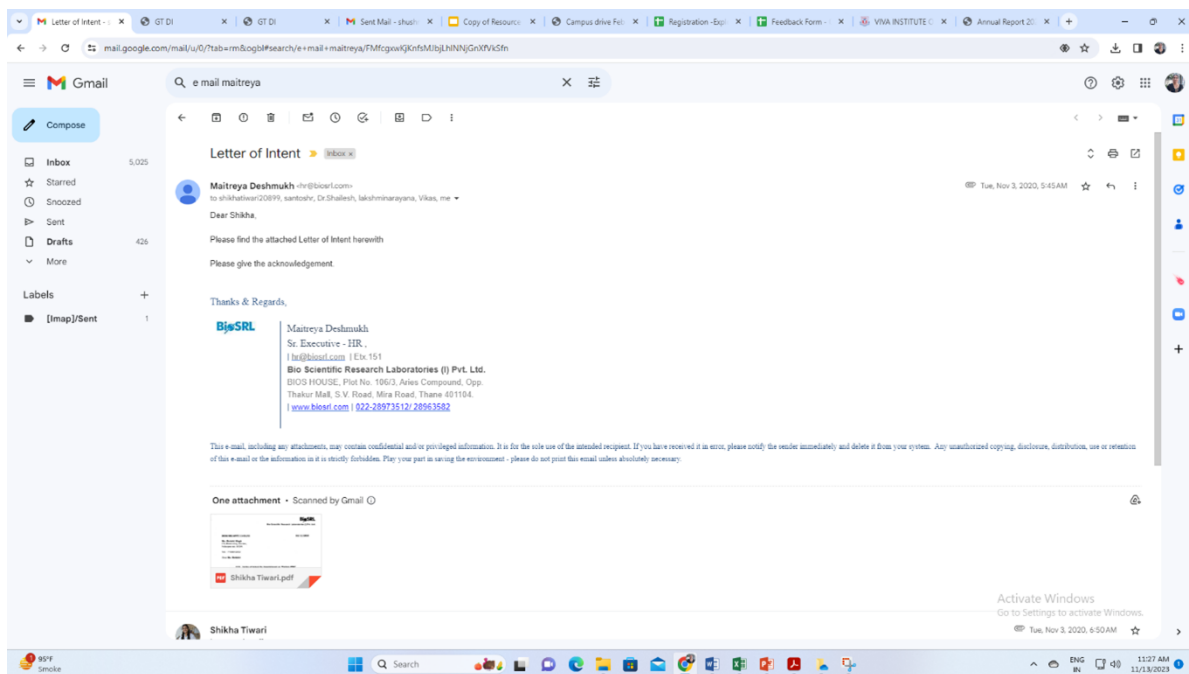 Letter of Intent - s
GT DI
GT DI
Sent Mail - shush
Copy of Resource
Campus drive Feb
Registration -Expl
Feedback Form -
VIVA INSTITUTE O
Annual Report 20
mail.google.com/mail/u/0/?tab=rm&ogbl#search/e+mail+maitreya/
Gmail
e mail maitreya
Compose
Inbox 5,025
Starred
Snoozed
Sent
Drafts 426
More
Labels
[Imap]/Sent 1
Letter of Intent Inbox x
Maitreya Deshmukh <hr@biosrl.com> Tue, Nov 3, 2020, 5:45AM
to shikhatiwari20899, santoshr, Dr.Shailesh, lakshminarayana, Vikas, me
Dear Shikha,
Please find the attached Letter of Intent herewith
Please give the acknowledgement.
Thanks & Regards,
BioSRL
Maitreya Deshmukh
Sr. Executive - HR ,
| hr@biosrl.com | Etx.151
Bio Scientific Research Laboratories (I) Pvt. Ltd.
BIOS HOUSE, Plot No. 106/3, Aries Compound, Opp.
Thakur Mall, S.V. Road, Mira Road, Thane 401104.
| www.biosrl.com | 022-28973512/ 28963582
This e-mail, including any attachments, may contain confidential and/or privileged information. It is for the sole use of the intended recipient. If you have received it in error, please notify the sender immediately and delete it from your system. Any unauthorized copying, disclosure, distribution, use or retention
of this e-mail or the information in it is strictly forbidden. Play your part in saving the environment - please do not print this email unless absolutely necessary.
One attachment • Scanned by Gmail
BioSRL
PDF Shikha Tiwari.pdf
Activate Windows
Go to Settings to activate Windows.
Shikha Tiwari Tue, Nov 3, 2020, 6:50AM
95°F
Smoke
Search
ENG
IN
11:27 AM
11/13/2023